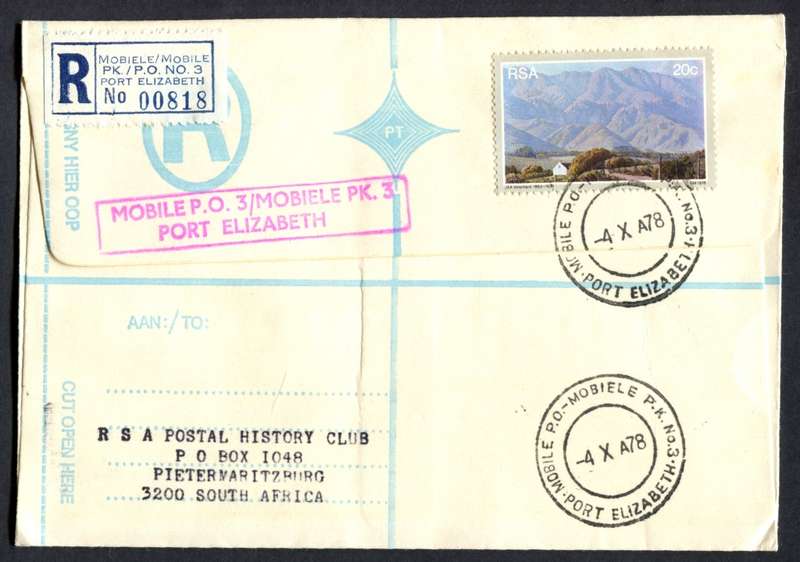 R
MOBIELE/MOBILE
PK./P.O. NO. 3
PORT ELIZABETH
No 00818
R
SNY HIER OOP
PT
RSA
20c
MOBILE P.O. 3/MOBIELE PK. 3
PORT ELIZABETH
MOBILE P.O.-MOBIELE P.K. No.3·PORT ELIZABETH·
-4 X A78
AAN:/TO:
CUT OPEN HERE
R S A POSTAL HISTORY CLUB
P O BOX 1048
PIETERMARITZBURG
3200 SOUTH AFRICA
MOBILE P.O.-MOBIELE P.K. No.3·PORT ELIZABETH·
-4 X A78